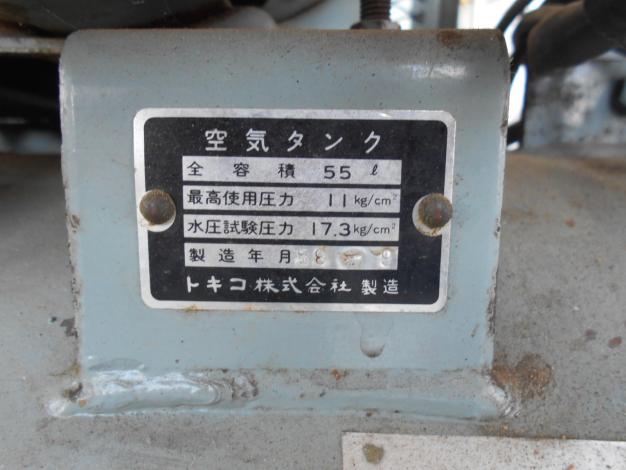 空気タンク
全容積 55 ℓ
最高使用圧力 11 kg/cm²
水圧試験圧力 17.3 kg/cm²
製造年月
トキコ株式会社 製造